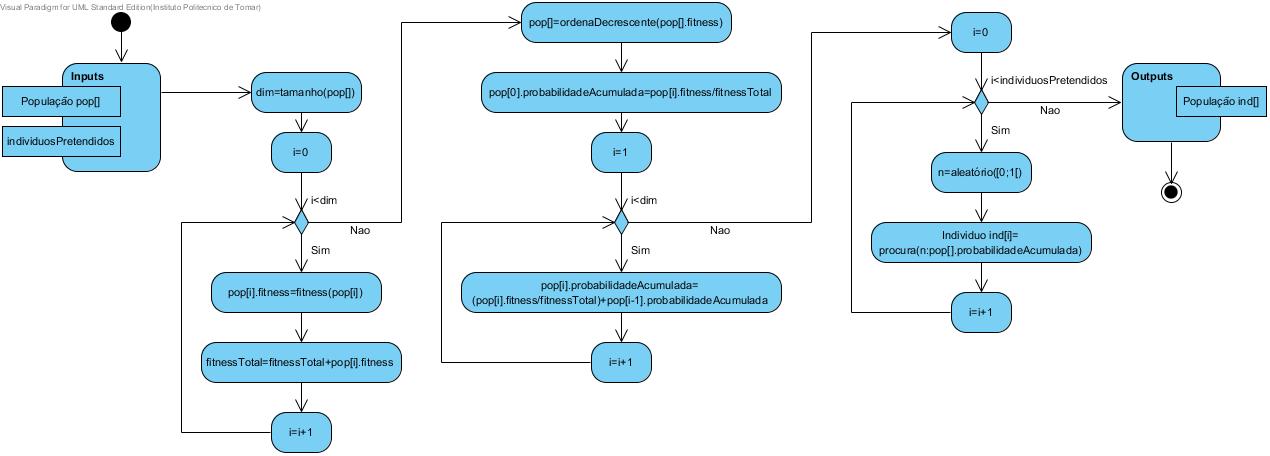 Visual Paradigm for UML Standard Edition(Instituto Politecnico de Tomar)
Inputs
População pop[]
individuosPretendidos
dim=tamanho(pop[])
i=0
i<dim
Nao
Sim
pop[i].fitness=fitness(pop[i])
fitnessTotal=fitnessTotal+pop[i].fitness
i=i+1
pop[]=ordenaDecrescente(pop[].fitness)
pop[0].probabilidadeAcumulada=pop[i].fitness/fitnessTotal
i=1
i<dim
Nao
Sim
pop[i].probabilidadeAcumulada=
(pop[i].fitness/fitnessTotal)+pop[i-1].probabilidadeAcumulada
i=i+1
i=0
i<individuosPretendidos
Nao
Sim
n=aleatório([0;1[)
Individuo ind[i]=
procura(n:pop[].probabilidadeAcumulada)
i=i+1
Outputs
População ind[]